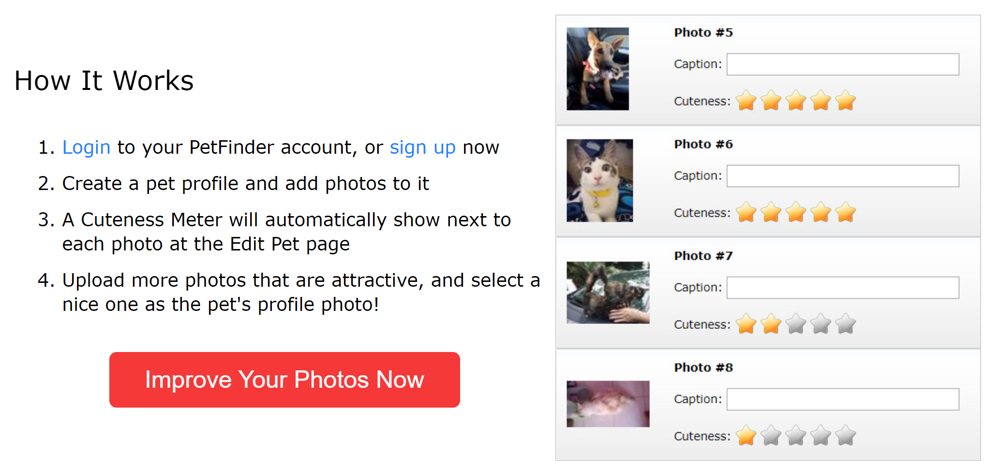 How It Works
1. Login to your PetFinder account, or sign up now
2. Create a pet profile and add photos to it
3. A Cuteness Meter will automatically show next to
each photo at the Edit Pet page
4. Upload more photos that are attractive, and select a
nice one as the pet's profile photo!
Improve Your Photos Now
Photo #5
Caption:
Cuteness:
Photo #6
Caption:
Cuteness:
Photo #7
Caption:
Cuteness:
Photo #8
Caption:
Cuteness: